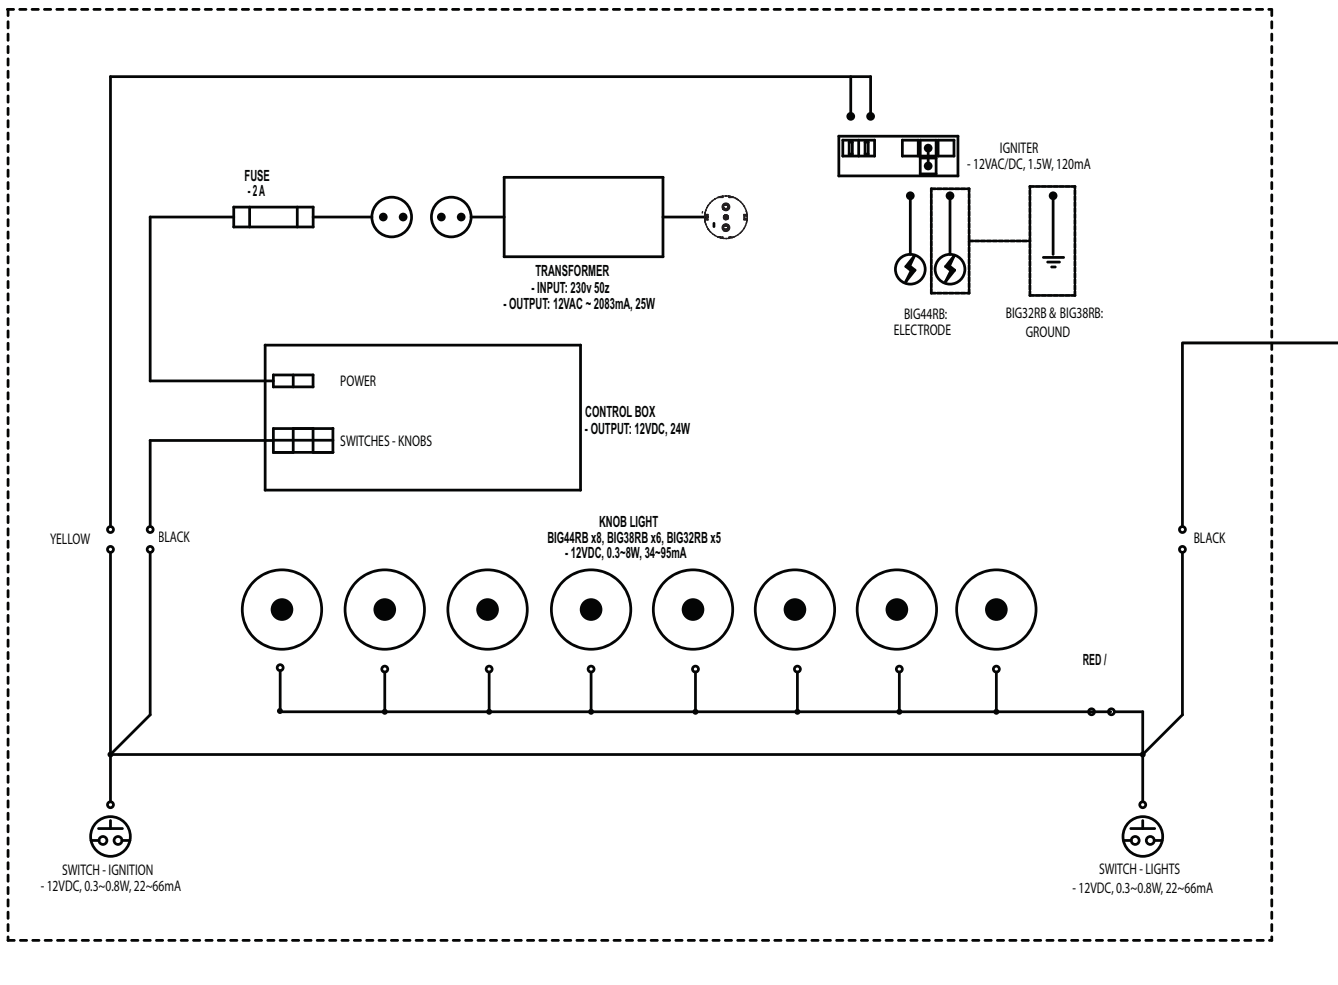 IGNITER
- 12VAC/DC, 1.5W, 120mA
FUSE
- 2 A
TRANSFORMER
- INPUT: 230v 50z
- OUTPUT: 12VAC ~ 2083mA, 25W
BIG44RB:
ELECTRODE
BIG32RB & BIG38RB:
GROUND
POWER
CONTROL BOX
- OUTPUT: 12VDC, 24W
SWITCHES - KNOBS
YELLOW
BLACK
KNOB LIGHT
BIG44RB x8, BIG38RB x6, BIG32RB x5
- 12VDC, 0.3~8W, 34~95mA
BLACK
RED /
SWITCH - IGNITION
- 12VDC, 0.3~0.8W, 22~66mA
SWITCH - LIGHTS
- 12VDC, 0.3~0.8W, 22~66mA